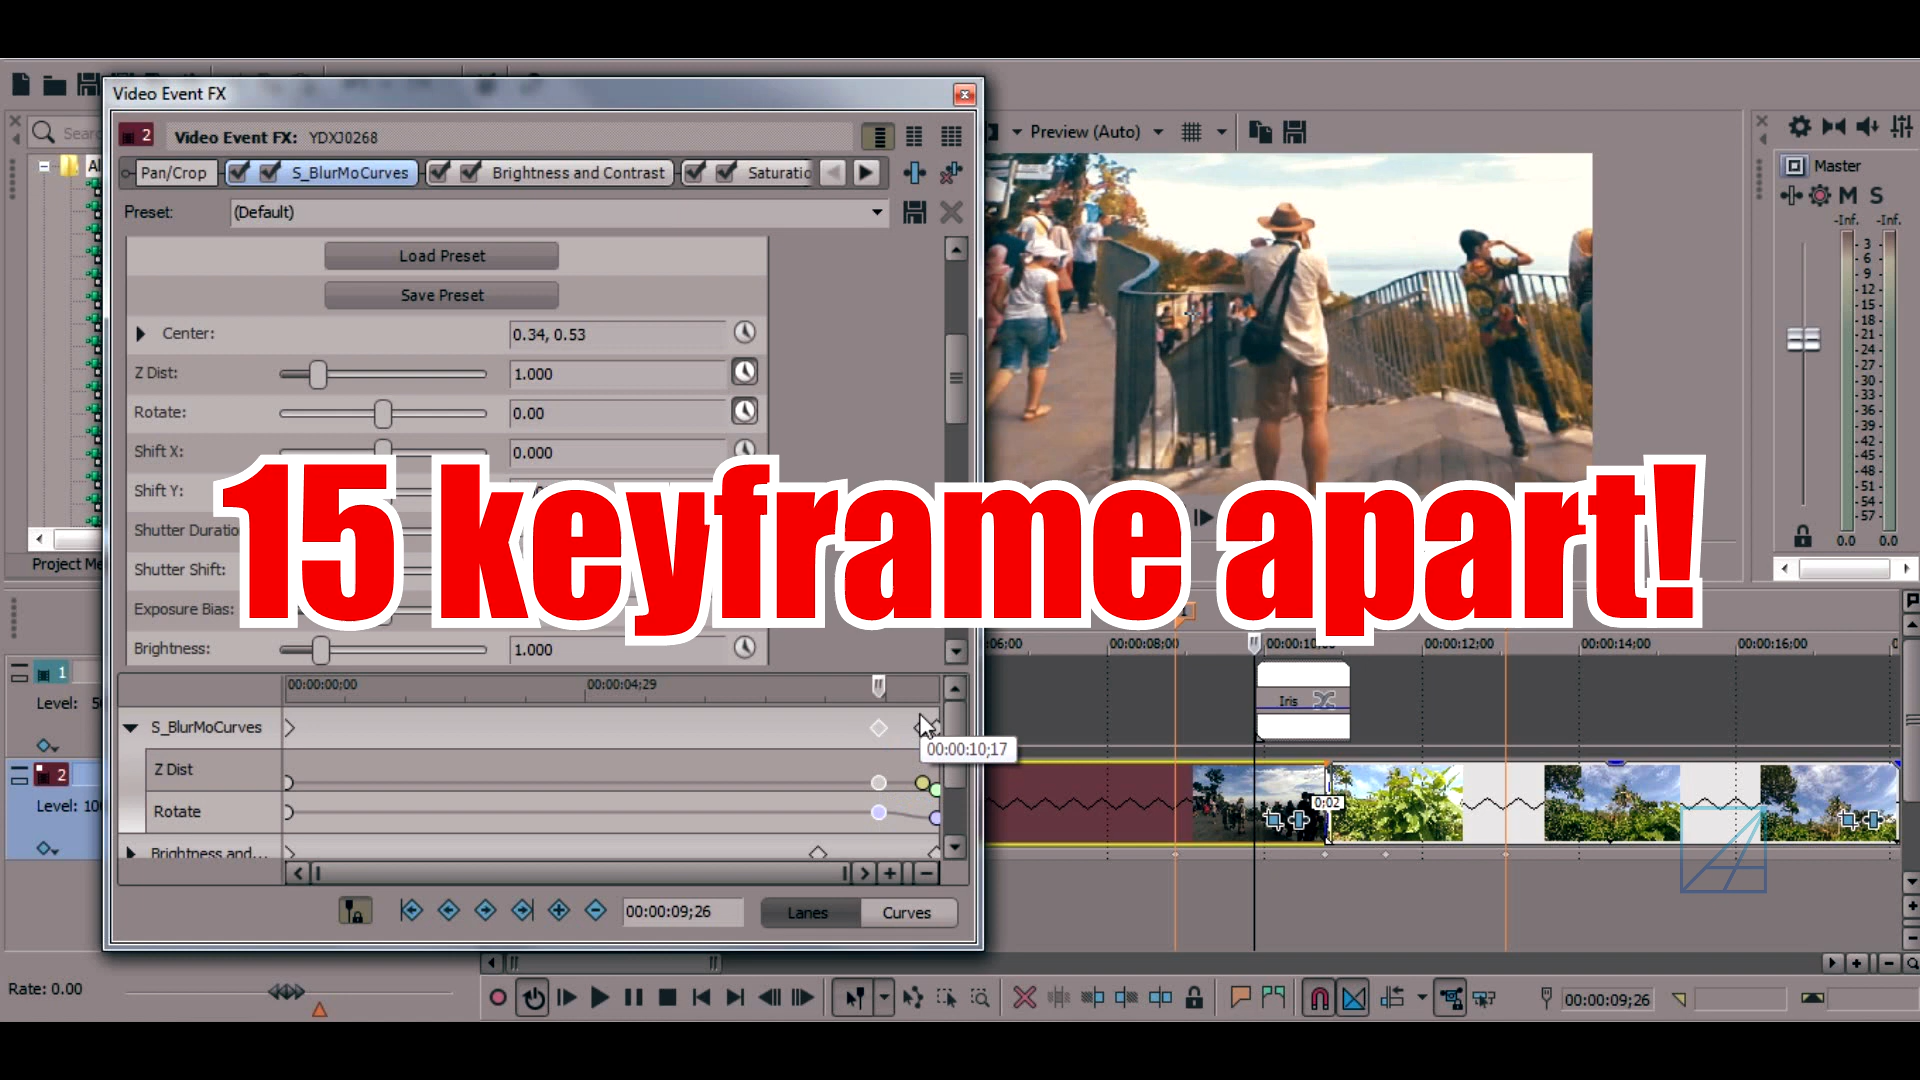 Video Event FX
2 Video Event FX: YDXJ0268
Pan/Crop S_BlurMoCurves Brightness and Contrast Saturatio
Preset: (Default)
Load Preset
Save Preset
Center: 0.34, 0.53
Z Dist: 1.000
Rotate: 0.00
Shift X: 0.000
Shift Y:
Shutter Duratio
Shutter Shift:
Exposure Bias:
Brightness: 1.000
15 keyframe apart!
00:00:00;00 00:00:04;29
S_BlurMoCurves
00:00:10;17
Z Dist
Rotate
Brightness and...
00:00:09;26
Lanes Curves
Sear
Al
Project Me
1
Level: 5
2
Level: 10
Rate: 0.00
Preview (Auto)
Master
M S
-Inf. -Inf.
3
6
9
12
15
18
21
24
27
30
33
36
39
42
45
48
51
54
57
0.0 0.0
1
:06;00 00:00:08;00 00:00:10;00 00:00:12;00 00:00:14;00 00:00:16;00
Iris
0;02
00:00:09;26